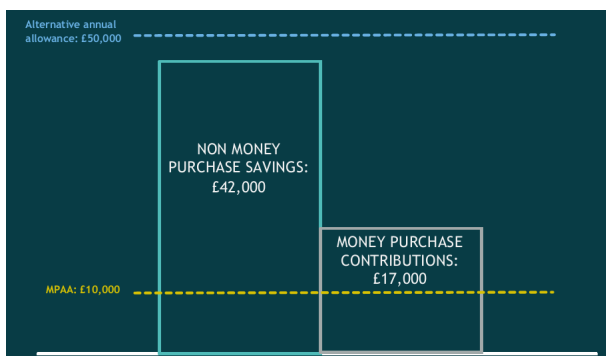 Alternative annual
allowance: £50,000
NON MONEY
PURCHASE SAVINGS:
£42,000
MONEY PURCHASE
CONTRIBUTIONS:
£17,000
MPAA: £10,000